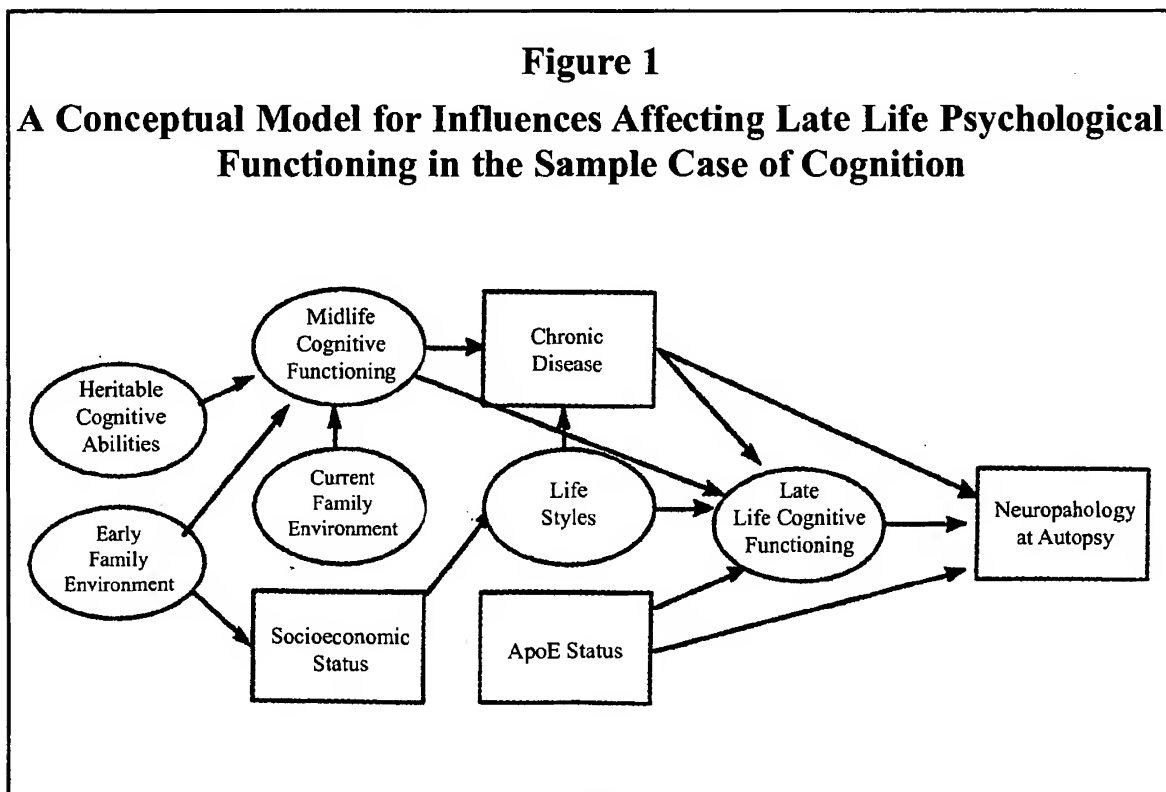 Figure 1
A Conceptual Model for Influences Affecting Late Life Psychological
Functioning in the Sample Case of Cognition
Midlife
Cognitive
Functioning
Chronic
Disease
Heritable
Cognitive
Abilities
Current
Family
Environment
Life
Styles
Late
Life Cognitive
Functioning
Neuropahology
at Autopsy
Early
Family
Environment
Socioeconomic
Status
ApoE Status